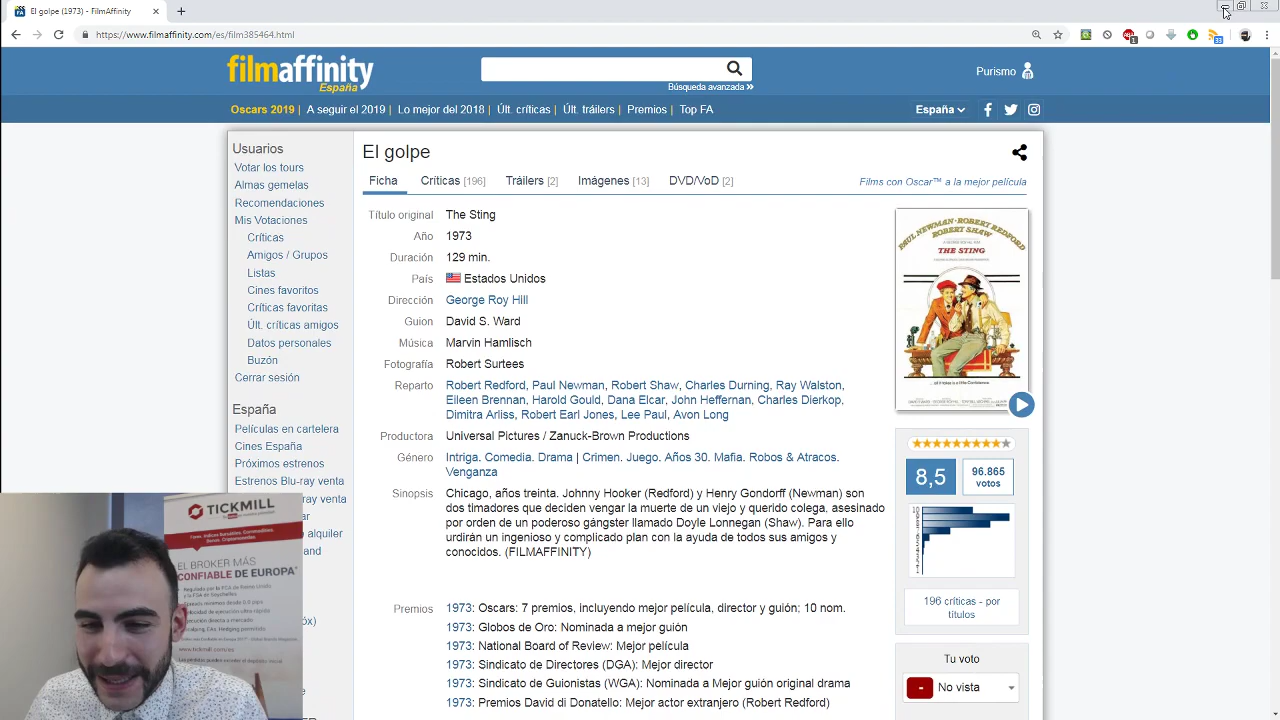 El golpe (1973) - FilmAffinity
https://www.filmaffinity.com/es/film385464.html
1
33
filmaffinity
España
Búsqueda avanzada
Purismo
Oscars 2019 | A seguir el 2019 | Lo mejor del 2018 | Últ. críticas | Últ. tráilers | Premios | Top FA
España
Usuarios
Votar los tours
Almas gemelas
Recomendaciones
Mis Votaciones
Críticas
Amigos / Grupos
Listas
Cines favoritos
Críticas favoritas
Últ. críticas amigos
Datos personales
Buzón
Cerrar sesión
España
Películas en cartelera
Cines España
Próximos estrenos
Estrenos Blu-ray venta
ray venta
alquiler
and
El golpe
Ficha Críticas [196] Tráilers [2] Imágenes [13] DVD/VoD [2]
Films con Oscar™ a la mejor película
Título original The Sting
Año 1973
Duración 129 min.
País Estados Unidos
Dirección George Roy Hill
Guion David S. Ward
Música Marvin Hamlisch
Fotografía Robert Surtees
Reparto Robert Redford, Paul Newman, Robert Shaw, Charles Durning, Ray Walston,
Eileen Brennan, Harold Gould, Dana Elcar, John Heffernan, Charles Dierkop,
Dimitra Arliss, Robert Earl Jones, Lee Paul, Avon Long
Productora Universal Pictures / Zanuck-Brown Productions
Género Intriga. Comedia. Drama | Crimen. Juego. Años 30. Mafia. Robos & Atracos.
Venganza
Sinopsis Chicago, años treinta. Johnny Hooker (Redford) y Henry Gondorff (Newman) son
dos timadores que deciden vengar la muerte de un viejo y querido colega, asesinado
por orden de un poderoso gángster llamado Doyle Lonnegan (Shaw). Para ello
urdirán un ingenioso y complicado plan con la ayuda de todos sus amigos y
conocidos. (FILMAFFINITY)
Premios 1973: Oscars: 7 premios, incluyendo mejor película, director y guión; 10 nom.
1973: Globos de Oro: Nominada a Mejor guión
1973: National Board of Review: Mejor película
1973: Sindicato de Directores (DGA): Mejor director
1973: Sindicato de Guionistas (WGA): Nominada a Mejor guión original drama
1973: Premios David di Donatello: Mejor actor extranjero (Robert Redford)
PAUL NEWMAN · ROBERT REDFORD
ROBERT SHAW
THE STING
8,5
96.865
votos
196 críticas - por
títulos
Tu voto
- No vista
TICKMILL
EL BROKER MÁS
CONFIABLE DE EUROPA*
www.tickmill.com